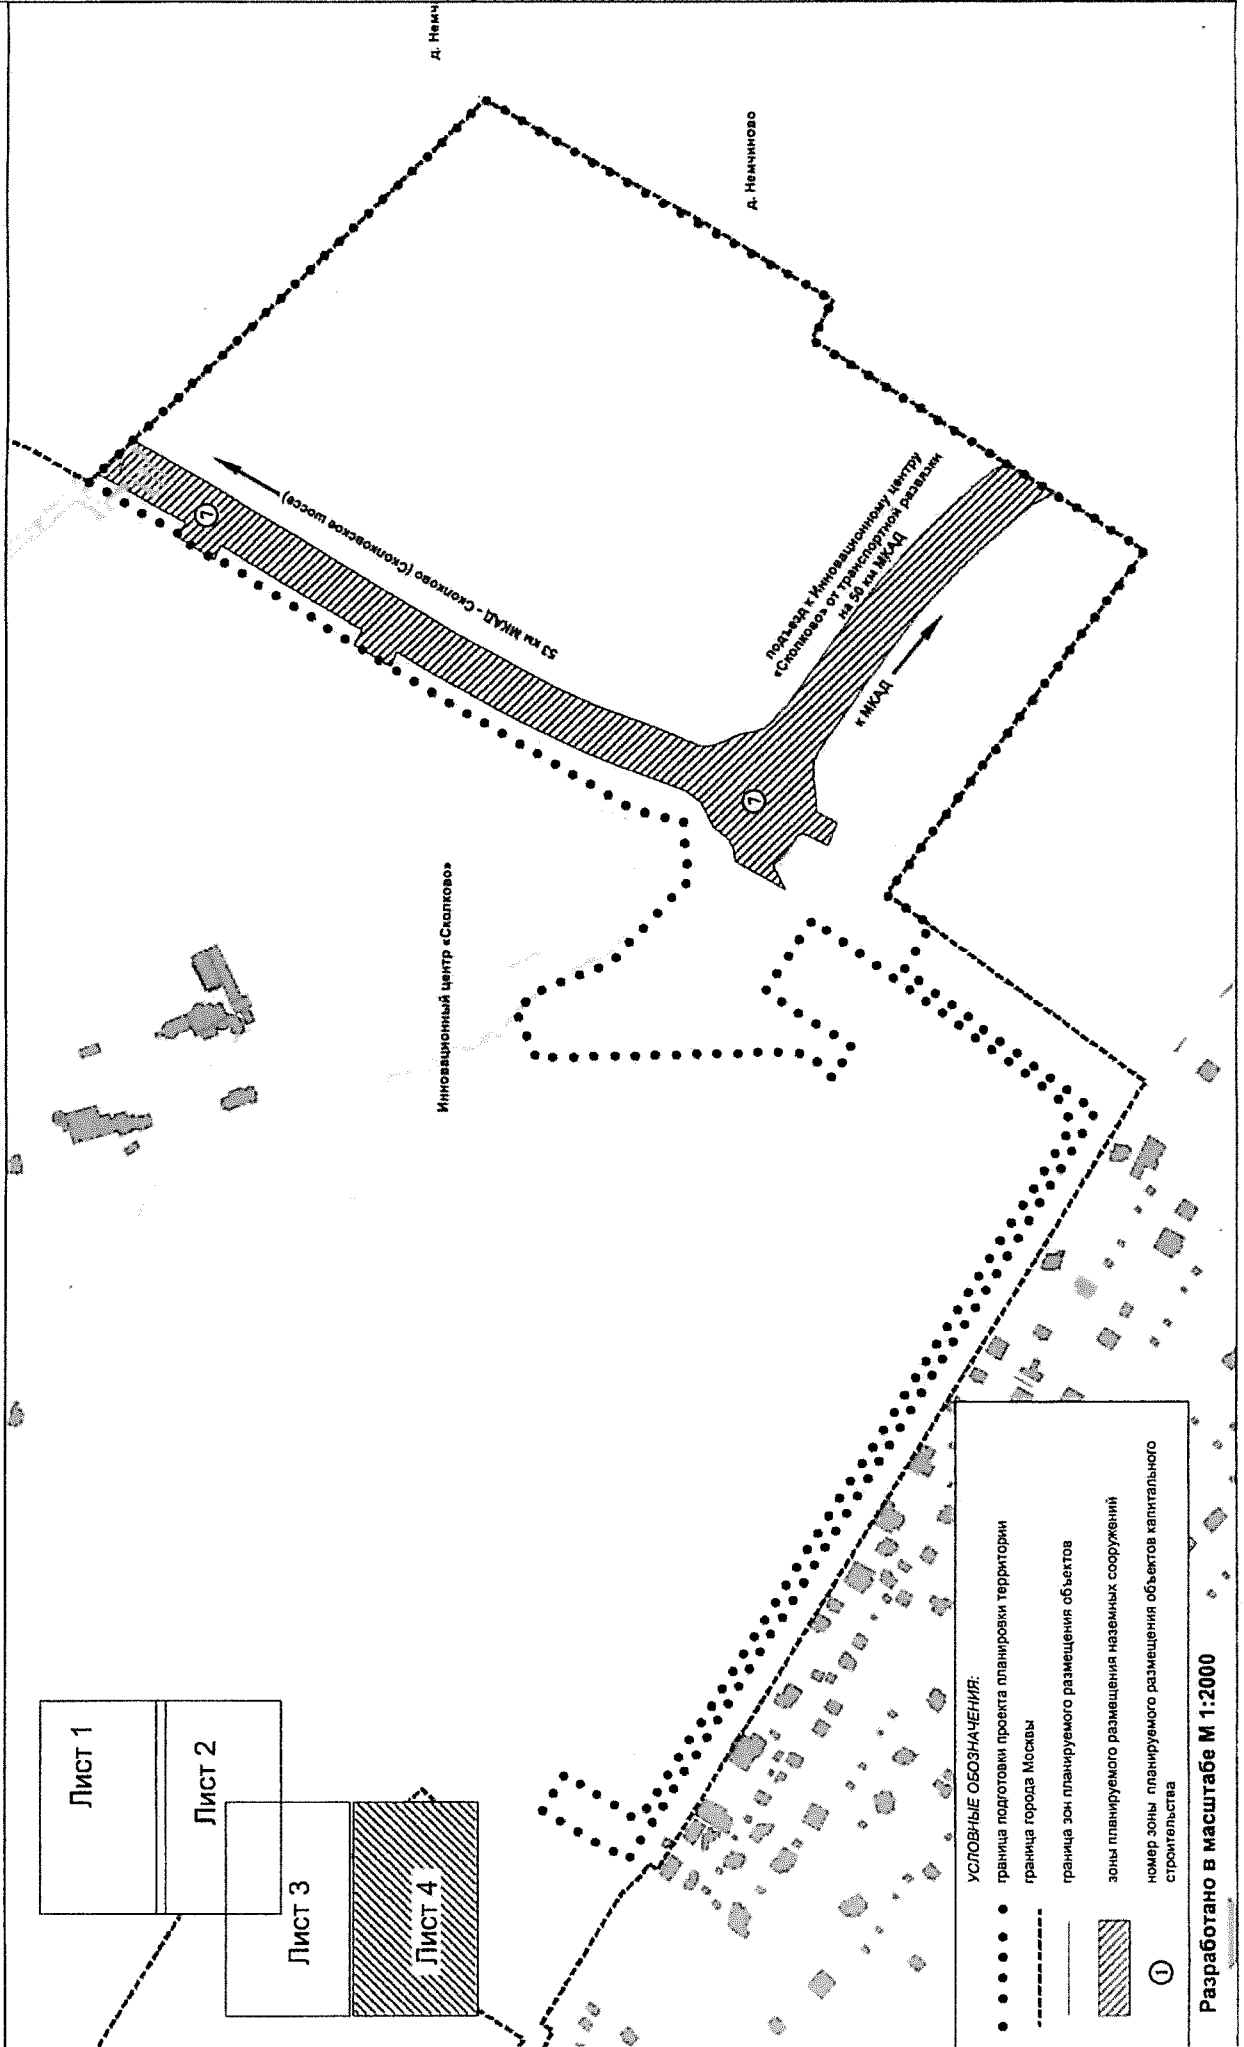 Лист 1
Лист 2
Лист 3
Лист 4
Инновационный центр «Сколково»
53 км МКАД - Сколково (Сколковское шоссе)
7
д. Немч
д. Немчиново
подъезд к Инновационному центру
«Сколково» от транспортной развязки
на 50 км МКАД
к МКАД
7
УСЛОВНЫЕ ОБОЗНАЧЕНИЯ:
граница подготовки проекта планировки территории
граница города Москвы
граница зон планируемого размещения объектов
зоны планируемого размещения наземных сооружений
1
номер зоны планируемого размещения объектов капитального
строительства
Разработано в масштабе М 1:2000